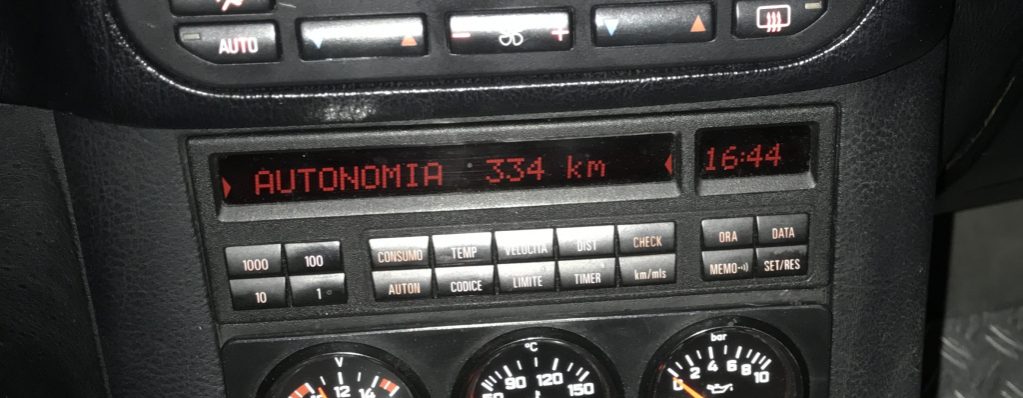 AUTO
- +
AUTONOMIA 334 km
16:44
1000 100
10 1
CONSUMO TEMP VELOCITA DIST CHECK
AUTON CODICE LIMITE TIMER km/mls
ORA DATA
MEMO SET/RES
V
12 14
°C
90 120 150
bar
0 2 4 6 8 10